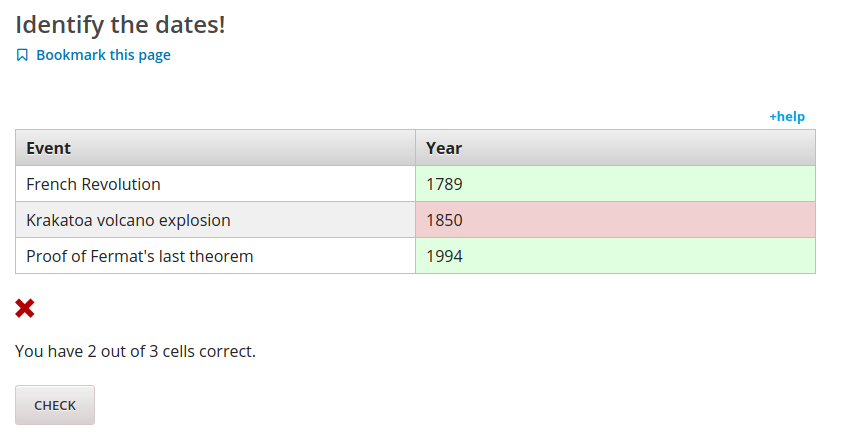 Identify the dates!
Bookmark this page
+help
Event Year
French Revolution 1789
Krakatoa volcano explosion 1850
Proof of Fermat's last theorem 1994
You have 2 out of 3 cells correct.
CHECK